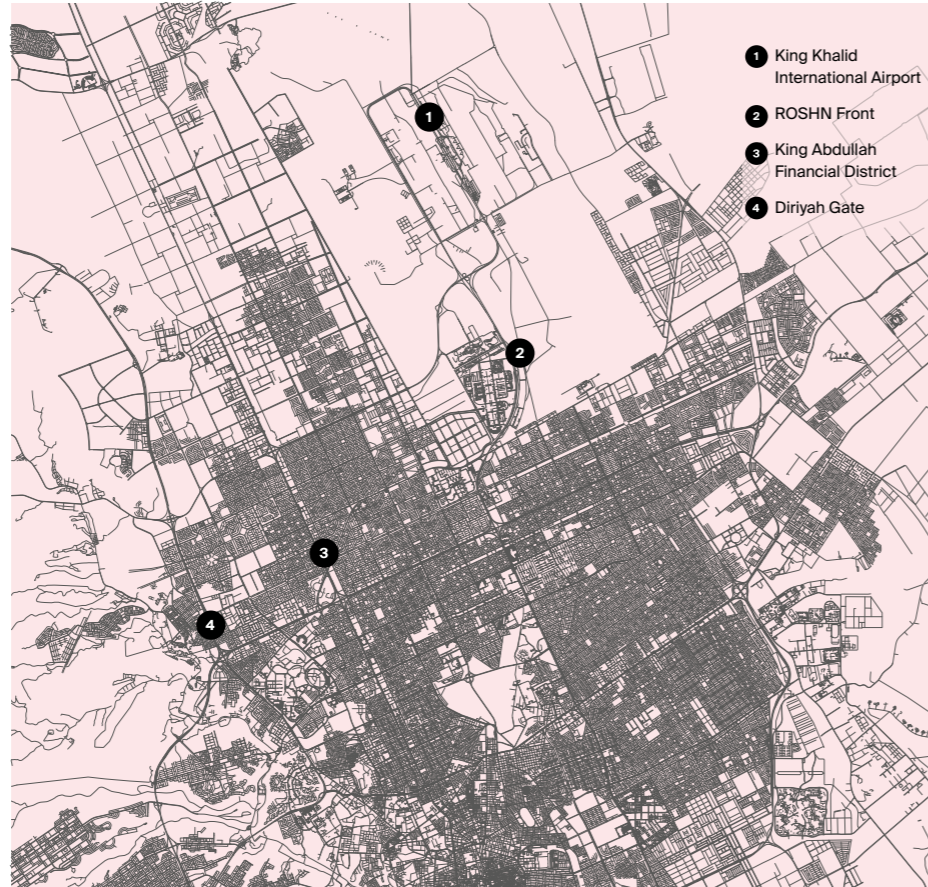 1 King Khalid
International Airport
2 ROSHN Front
3 King Abdullah
Financial District
4 Diriyah Gate
1
2
3
4